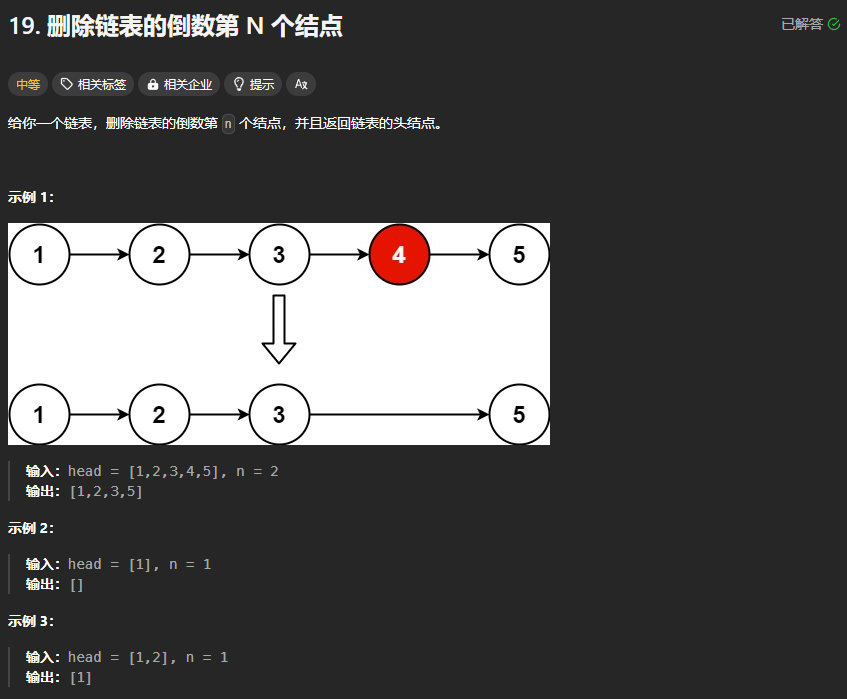 19. 删除链表的倒数第 N 个结点
已解答
中等 相关标签 相关企业 提示 Aあ
给你一个链表，删除链表的倒数第 n 个结点，并且返回链表的头结点。
示例 1：
1 2 3 4 5
1 2 3 5
输入：head = [1,2,3,4,5], n = 2
输出：[1,2,3,5]
示例 2：
输入：head = [1], n = 1
输出：[]
示例 3：
输入：head = [1,2], n = 1
输出：[1]